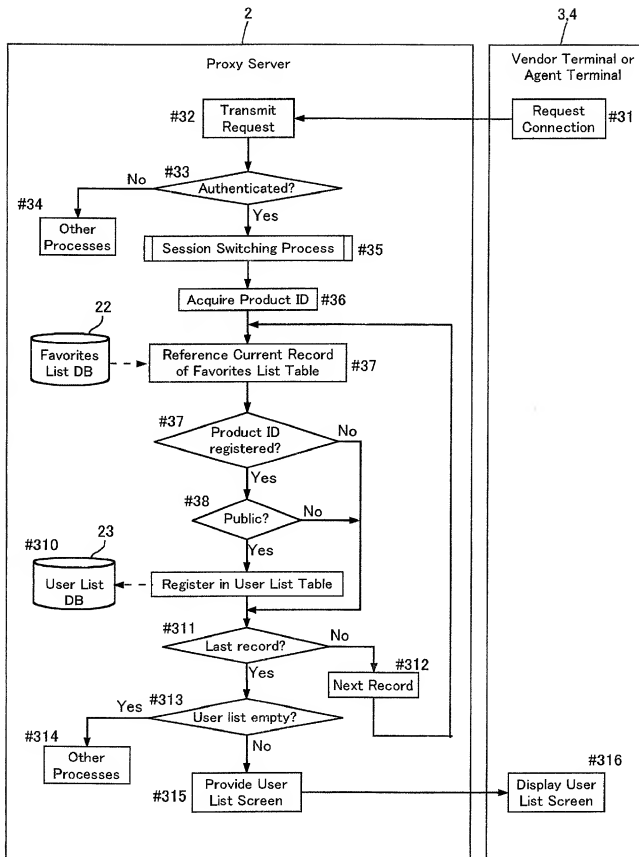 2
3,4
Proxy Server
Vendor Terminal or
Agent Terminal
#32
Transmit
Request
Request
Connection
#31
#33
No
Authenticated?
#34
Yes
Other
Processes
Session Switching Process
#35
Acquire Product ID
#36
22
Favorites
List DB
Reference Current Record
of Favorites List Table
#37
#37
No
Product ID
registered?
Yes
#38
No
Public?
#310
23
Yes
User List
DB
Register in User List Table
#311
No
Last record?
#312
Yes
Next Record
Yes
#313
User list empty?
#314
No
Other
Processes
#316
Provide User
List Screen
#315
Display User
List Screen